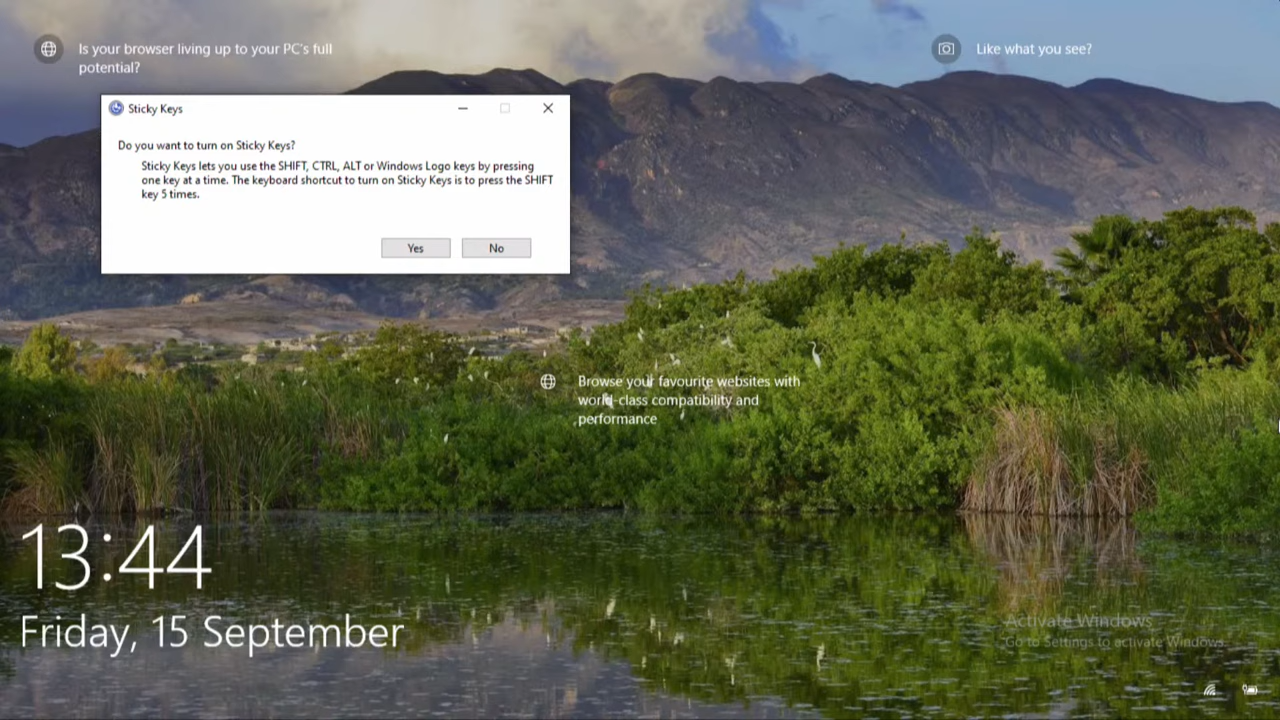 Is your browser living up to your PC's full
potential?
Like what you see?
Sticky Keys
Do you want to turn on Sticky Keys?
Sticky Keys lets you use the SHIFT, CTRL, ALT or Windows Logo keys by pressing
one key at a time. The keyboard shortcut to turn on Sticky Keys is to press the SHIFT
key 5 times.
Yes
No
Browse your favourite websites with
world-class compatibility and
performance
13:44
Friday, 15 September
Activate Windows
Go to Settings to activate Windows.